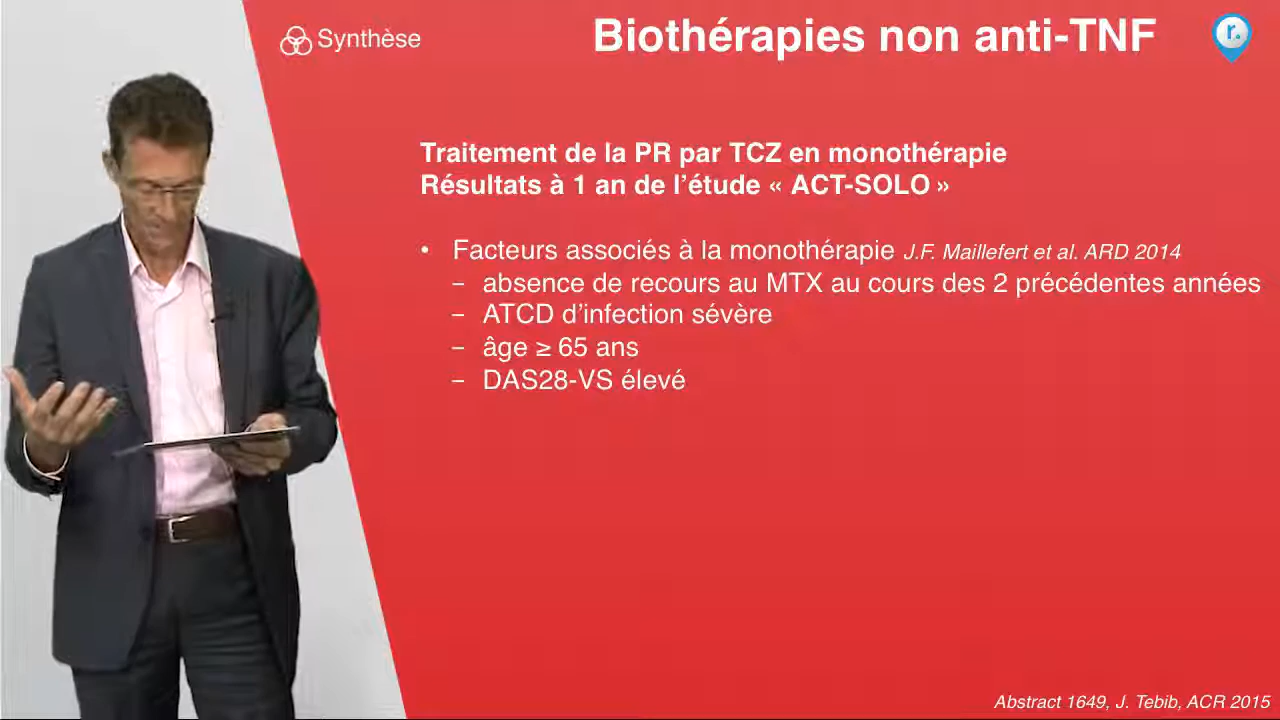 Synthèse
Biothérapies non anti-TNF
r.
Traitement de la PR par TCZ en monothérapie
Résultats à 1 an de l’étude « ACT-SOLO »
• Facteurs associés à la monothérapie J.F. Maillefert et al. ARD 2014
– absence de recours au MTX au cours des 2 précédentes années
– ATCD d’infection sévère
– âge ≥ 65 ans
– DAS28-VS élevé
Abstract 1649, J. Tebib, ACR 2015